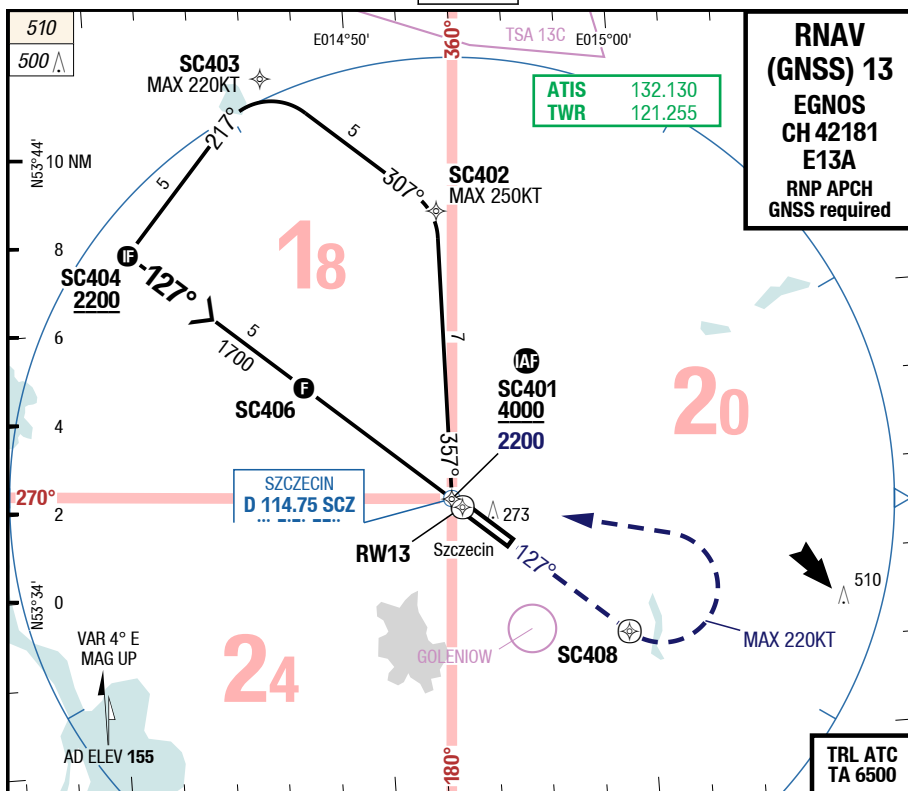 510
500
E014°50'
360°
TSA 13C
E015°00'
RNAV
(GNSS) 13
EGNOS
CH 42181
E13A
RNP APCH
GNSS required
ATIS 132.130
TWR 121.255
SC403
MAX 220KT
217°
5
307°
SC402
MAX 250KT
N53°44'
10 NM
5
8
IF
SC404
2200
127°
18
6
5
1700
7
F
SC406
IAF
SC401
4000
2200
20
4
357°
270°
SZCZECIN
D 114.75 SCZ
2
273
RW13
Szczecin
127°
510
N53°34'
0
VAR 4° E
MAG UP
SC408
MAX 220KT
GOLENIOW
24
AD ELEV 155
180°
TRL ATC
TA 6500